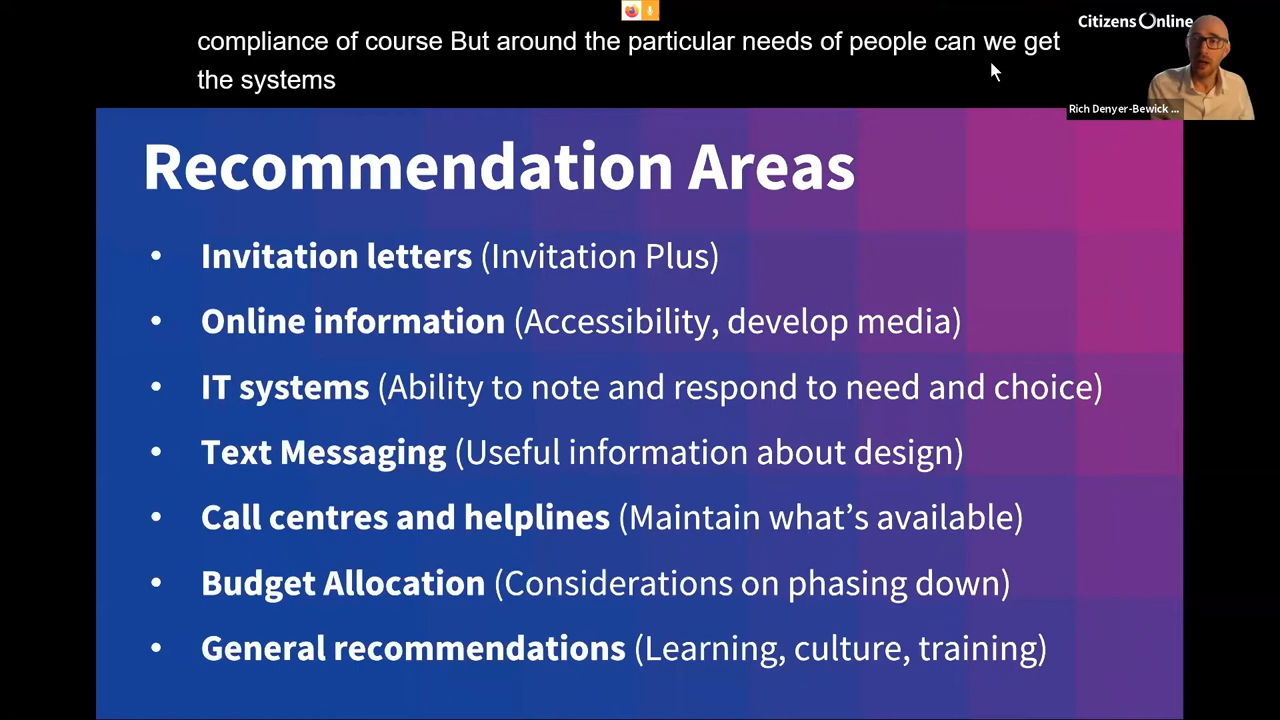 compliance of course But around the particular needs of people can we get
the systems
Citizens Online
Rich Denyer-Bewick ...
Recommendation Areas
• Invitation letters (Invitation Plus)
• Online information (Accessibility, develop media)
• IT systems (Ability to note and respond to need and choice)
• Text Messaging (Useful information about design)
• Call centres and helplines (Maintain what’s available)
• Budget Allocation (Considerations on phasing down)
• General recommendations (Learning, culture, training)